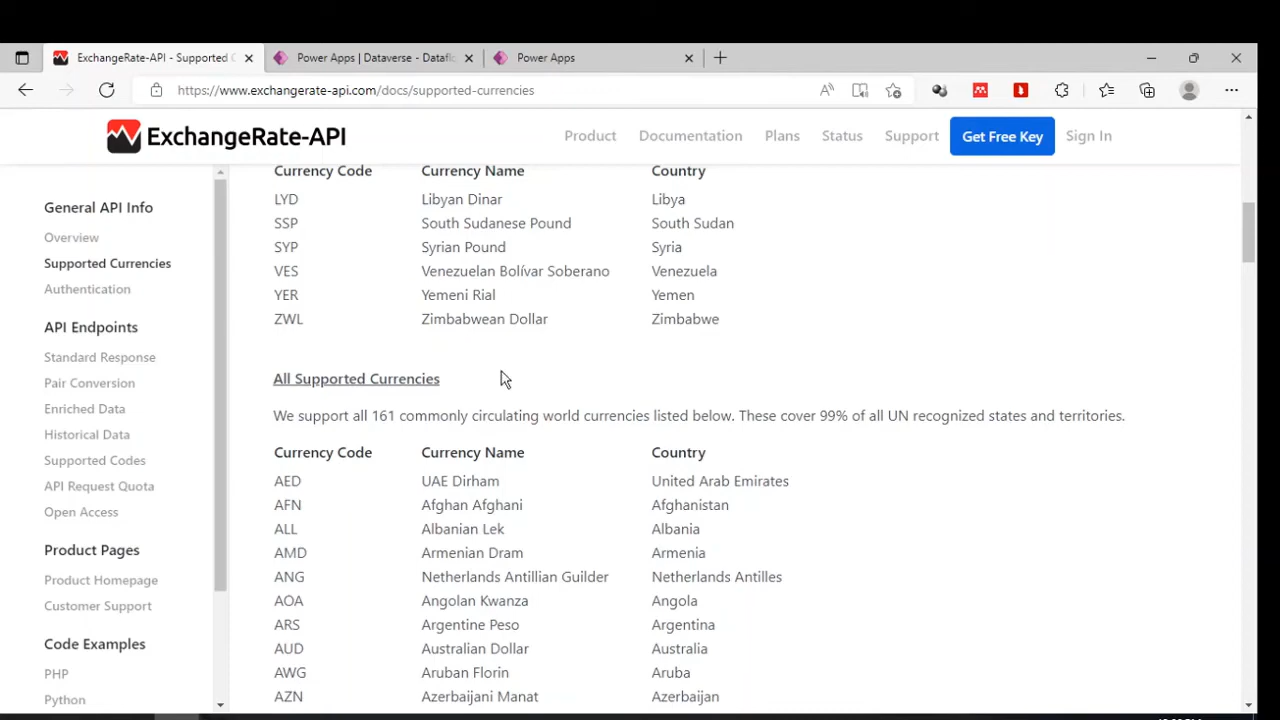 ExchangeRate-API - Supported C
Power Apps | Dataverse - Dataflo
Power Apps
https://www.exchangerate-api.com/docs/supported-currencies
ExchangeRate-API
Product
Documentation
Plans
Status
Support
Get Free Key
Sign In
General API Info
Overview
Supported Currencies
Authentication
API Endpoints
Standard Response
Pair Conversion
Enriched Data
Historical Data
Supported Codes
API Request Quota
Open Access
Product Pages
Product Homepage
Customer Support
Code Examples
PHP
Python
Currency Code Currency Name Country
LYD Libyan Dinar Libya
SSP South Sudanese Pound South Sudan
SYP Syrian Pound Syria
VES Venezuelan Bolívar Soberano Venezuela
YER Yemeni Rial Yemen
ZWL Zimbabwean Dollar Zimbabwe
All Supported Currencies
We support all 161 commonly circulating world currencies listed below. These cover 99% of all UN recognized states and territories.
Currency Code Currency Name Country
AED UAE Dirham United Arab Emirates
AFN Afghan Afghani Afghanistan
ALL Albanian Lek Albania
AMD Armenian Dram Armenia
ANG Netherlands Antillian Guilder Netherlands Antilles
AOA Angolan Kwanza Angola
ARS Argentine Peso Argentina
AUD Australian Dollar Australia
AWG Aruban Florin Aruba
AZN Azerbaijani Manat Azerbaijan